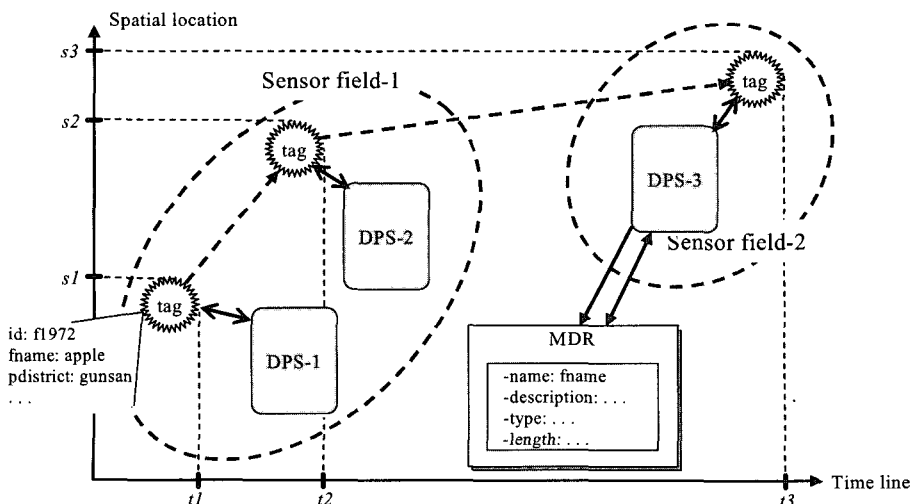 Spatial location
s3
tag
Sensor field-1
s2
tag
DPS-3
DPS-2
Sensor field-2
s1
tag
id: f1972
fname: apple
pdistrict: gunsan
. . .
DPS-1
MDR
-name: fname
-description: . . .
-type: . . .
-length: . . .
Time line
t1
t2
t3